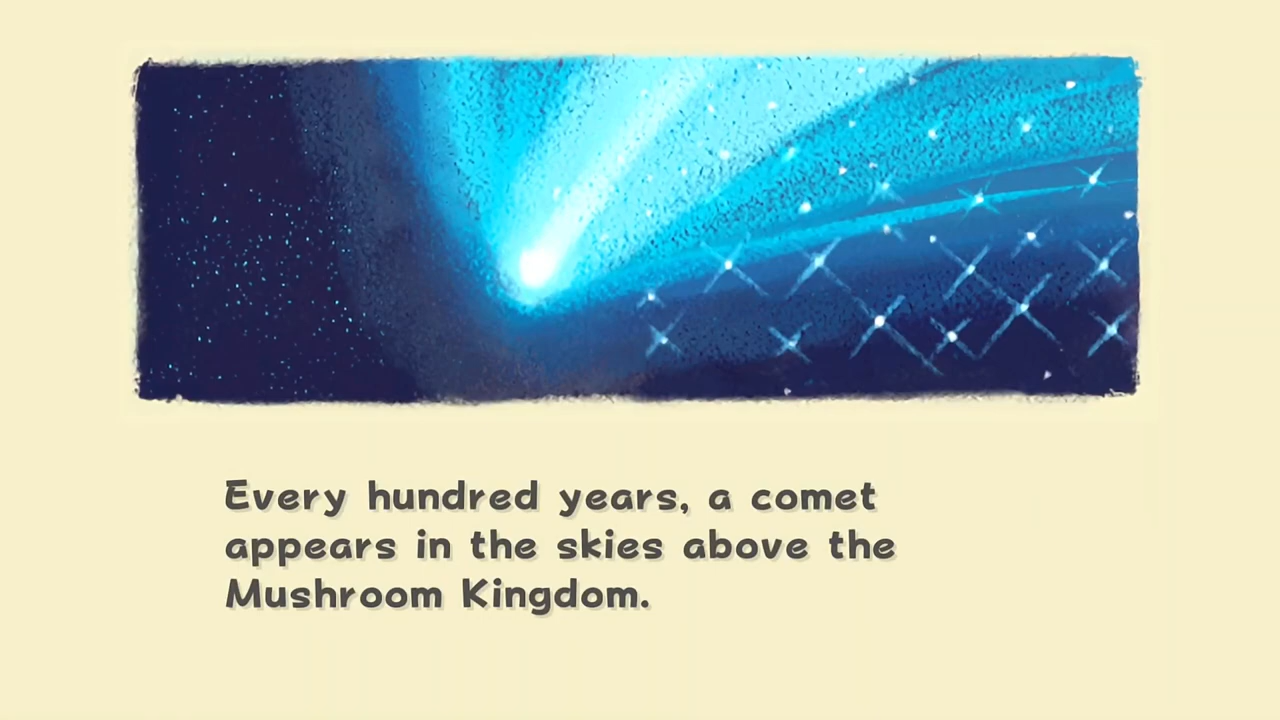 Every hundred years, a comet
appears in the skies above the
Mushroom Kingdom.